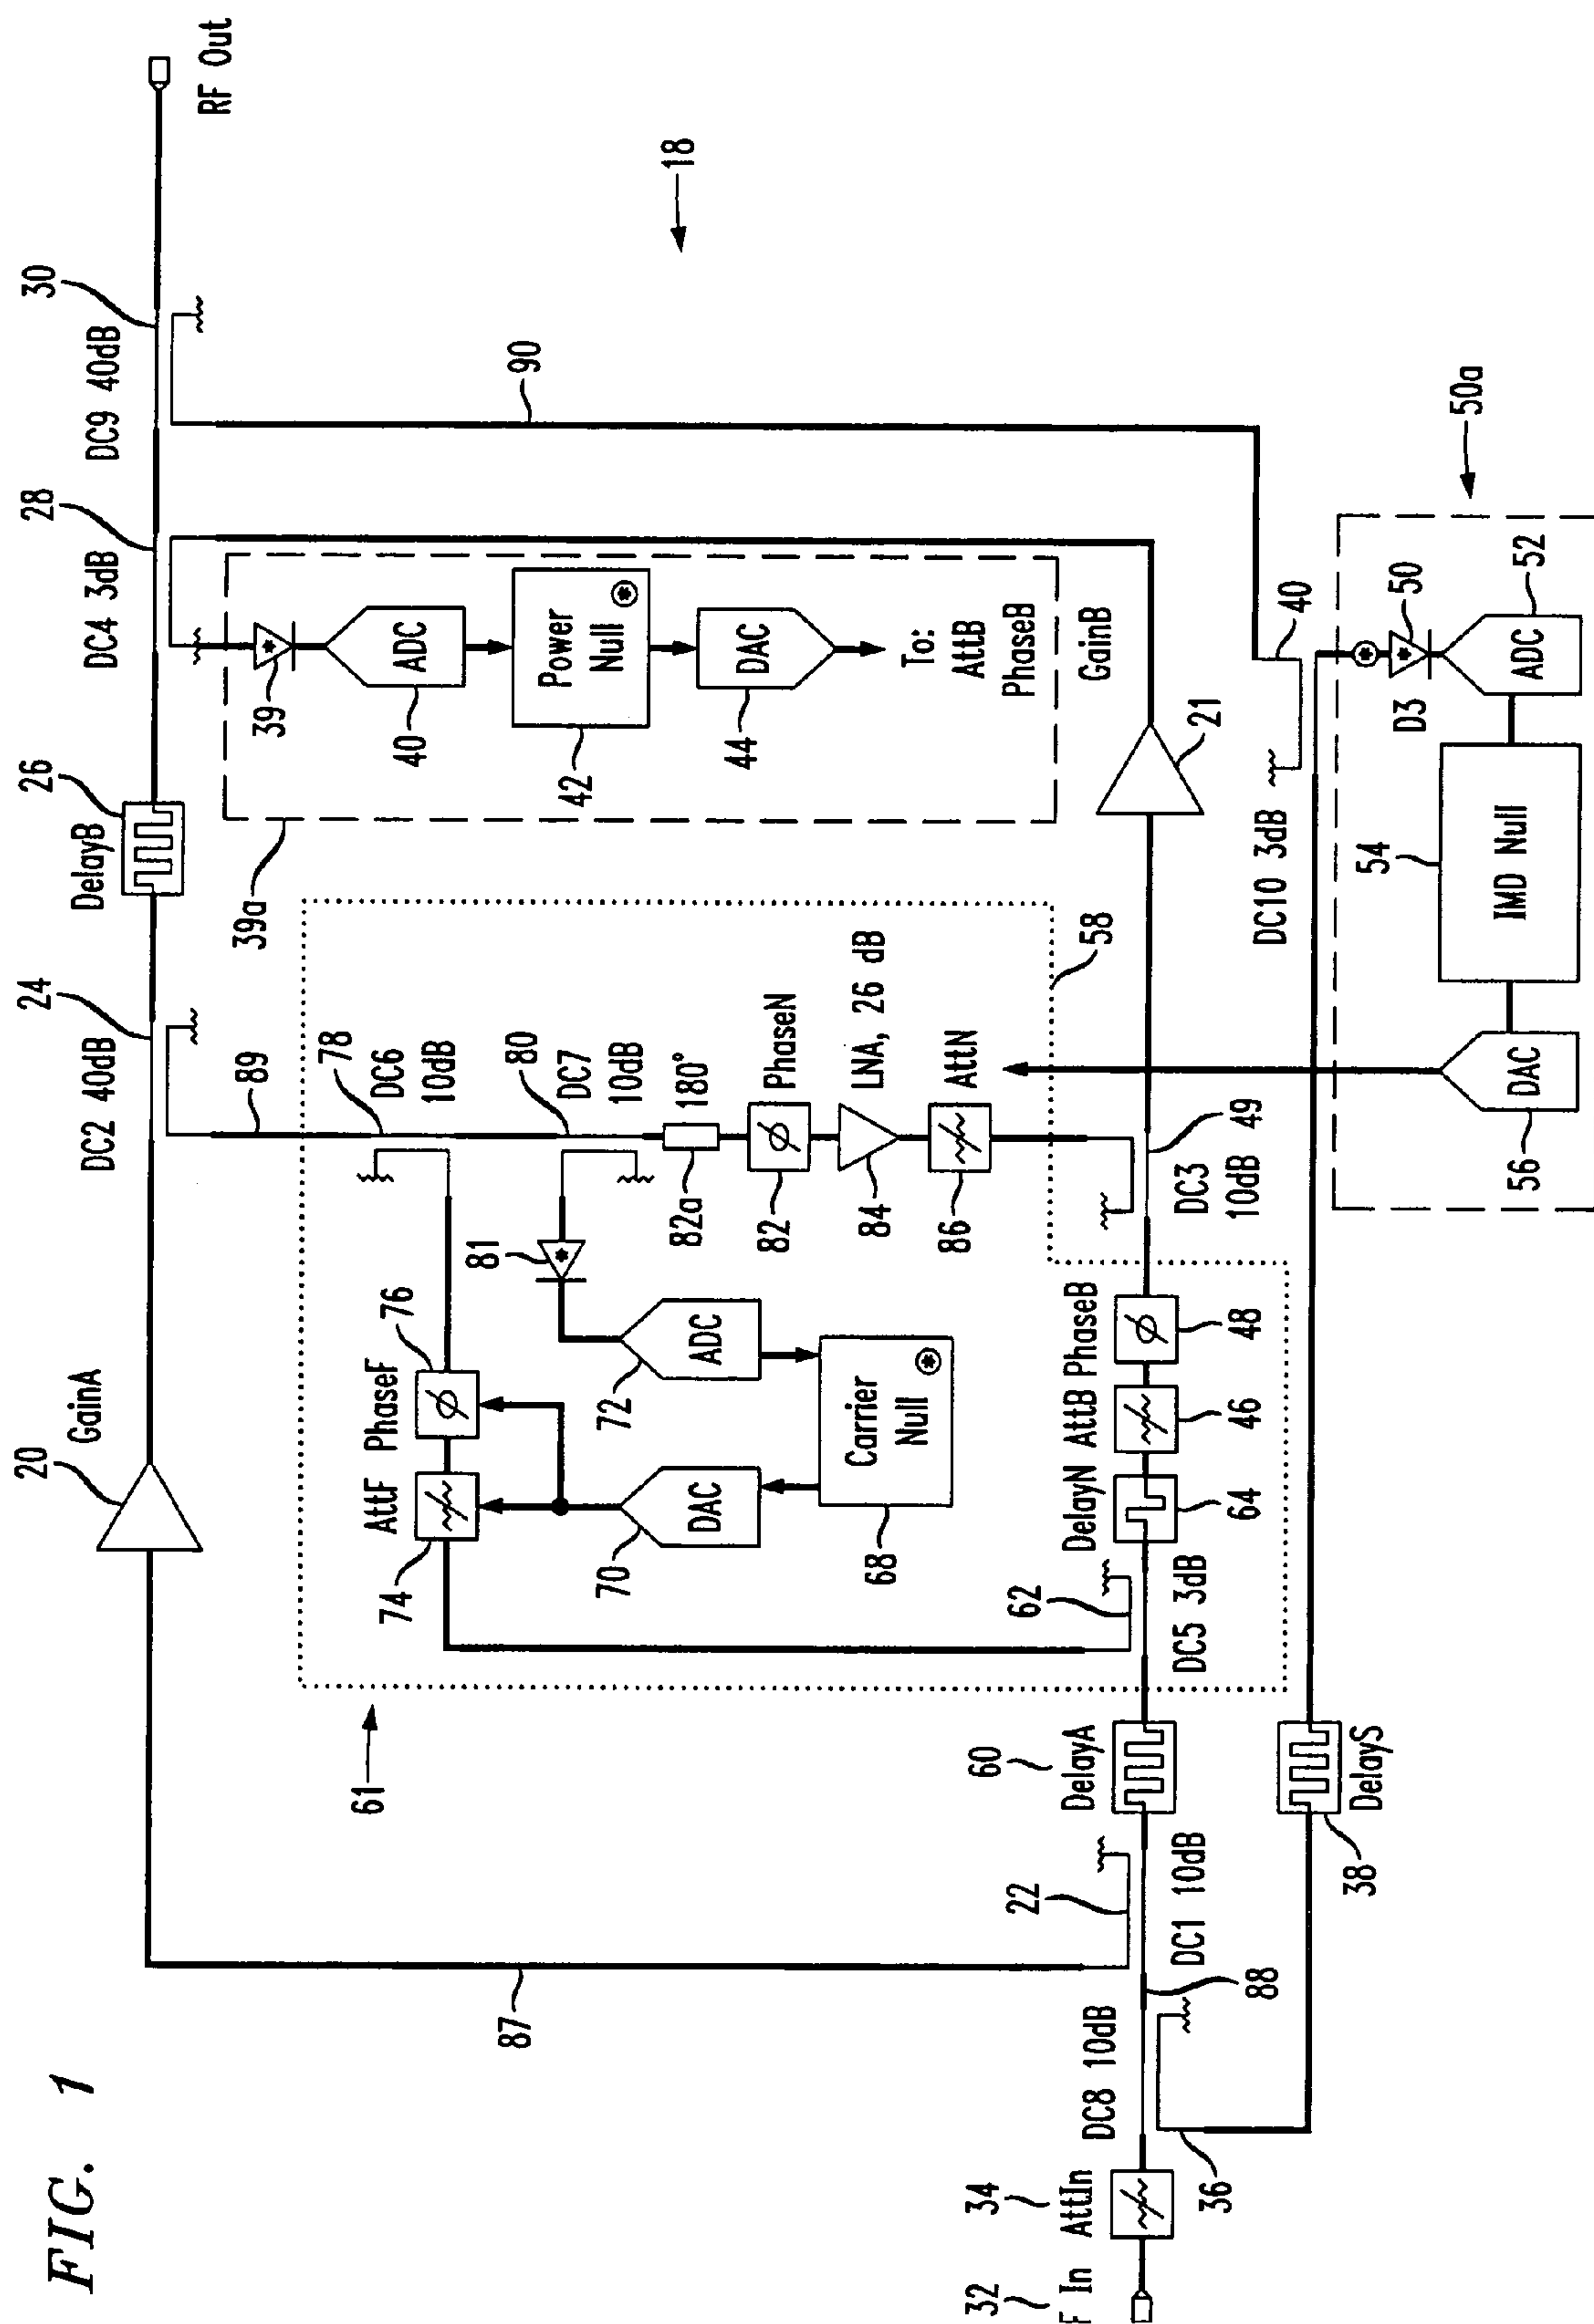 FIG. 1
20
GainA
DC2 40dB
24
DelayB
26
DC4 3dB
28
DC9 40dB
30
RF Out
18
87
61
89
78
DC6
10dB
80
DC7
10dB
180°
82a
PhaseN
82
LNA, 26 dB
84
AttN
86
58
AttF
74
PhaseF
76
81
DAC
70
ADC
72
Carrier
Null
68
39a
39
ADC
40
Power
Null
42
DAC
44
To:
AttB
PhaseB
GainB
21
90
32
F In
34
AttIn
DC8 10dB
36
88
22
DC1 10dB
60
DelayA
62
DC5 3dB
DelayN
64
AttB
46
PhaseB
48
DC3
10dB
49
38
DelayS
DC10 3dB
40
50a
50
D3
ADC
52
IMD Null
54
DAC
56